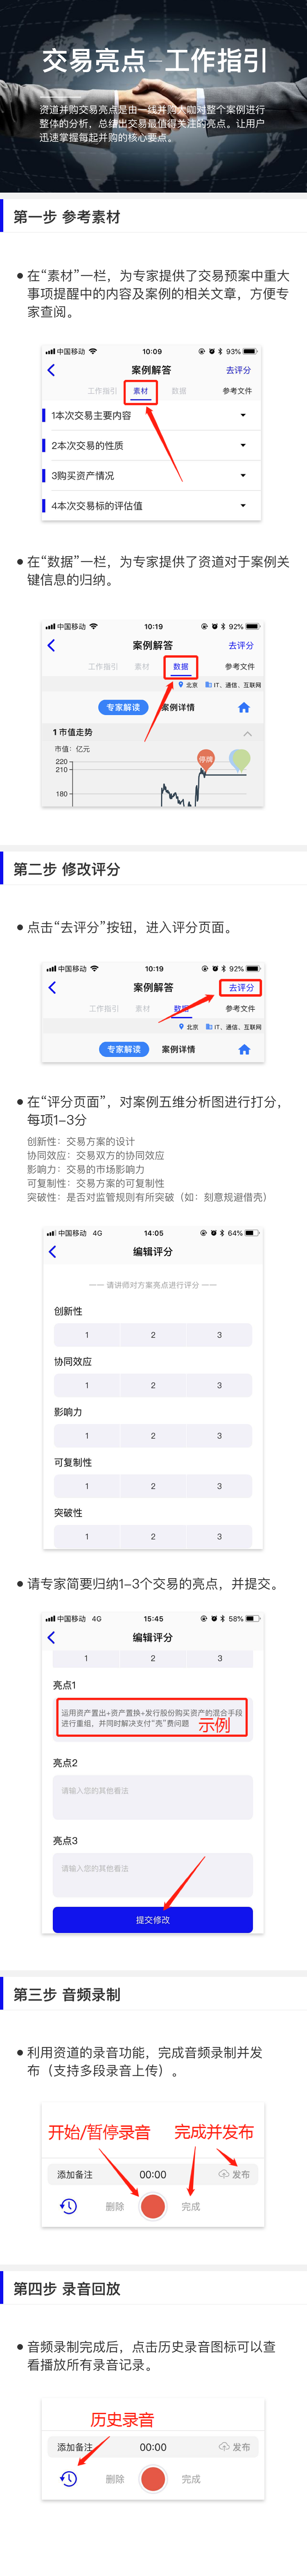 交易亮点-工作指引
资道并购交易亮点是由一线并购大咖对整个案例进行
整体的分析，总结出交易最值得关注的亮点。让用户
迅速掌握每起并购的核心要点。
第一步 参考素材
●在“素材”一栏，为专家提供了交易预案中重大
事项提醒中的内容及案例的相关文章，方便专
家查阅。
中国移动 10:09 93%
案例解答 去评分
工作指引 素材 数据 参考文件
1本次交易主要内容
2本次交易的性质
3购买资产情况
4本次交易标的评估值
●在“数据”一栏，为专家提供了资道对于案例关
键信息的归纳。
中国移动 10:19 92%
案例解答 去评分
工作指引 素材 数据 参考文件
北京 IT、通信、互联网
专家解读 案例详情
1 市值走势
市值：亿元
停牌
220
210
180
第二步 修改评分
●点击“去评分”按钮，进入评分页面。
中国移动 10:19 92%
案例解答 去评分
工作指引 素材 数据 参考文件
北京 IT、通信、互联网
专家解读 案例详情
●在“评分页面”，对案例五维分析图进行打分，
每项1-3分
创新性：交易方案的设计
协同效应：交易双方的协同效应
影响力：交易的市场影响力
可复制性：交易方案的可复制性
突破性：是否对监管规则有所突破（如：刻意规避借壳）
中国移动 4G 14:05 64%
编辑评分
一一 请讲师对方案亮点进行评分 一一
创新性
1 2 3
协同效应
1 2 3
影响力
1 2 3
可复制性
1 2 3
突破性
1 2 3
●请专家简要归纳1-3个交易的亮点，并提交。
中国移动 4G 15:45 58%
编辑评分
1 2 3
亮点1
运用资产置出+资产置换+发行股份购买资产的混合手段
进行重组，并同时解决支付“壳”费问题 示例
亮点2
请输入您的其他看法
亮点3
请输入您的其他看法
提交修改
第三步 音频录制
●利用资道的录音功能，完成音频录制并发
布（支持多段录音上传）。
开始/暂停录音 完成并发布
添加备注 00:00 发布
删除 完成
第四步 录音回放
●音频录制完成后，点击历史录音图标可以查
看播放所有录音记录。
历史录音
添加备注 00:00 发布
删除 完成